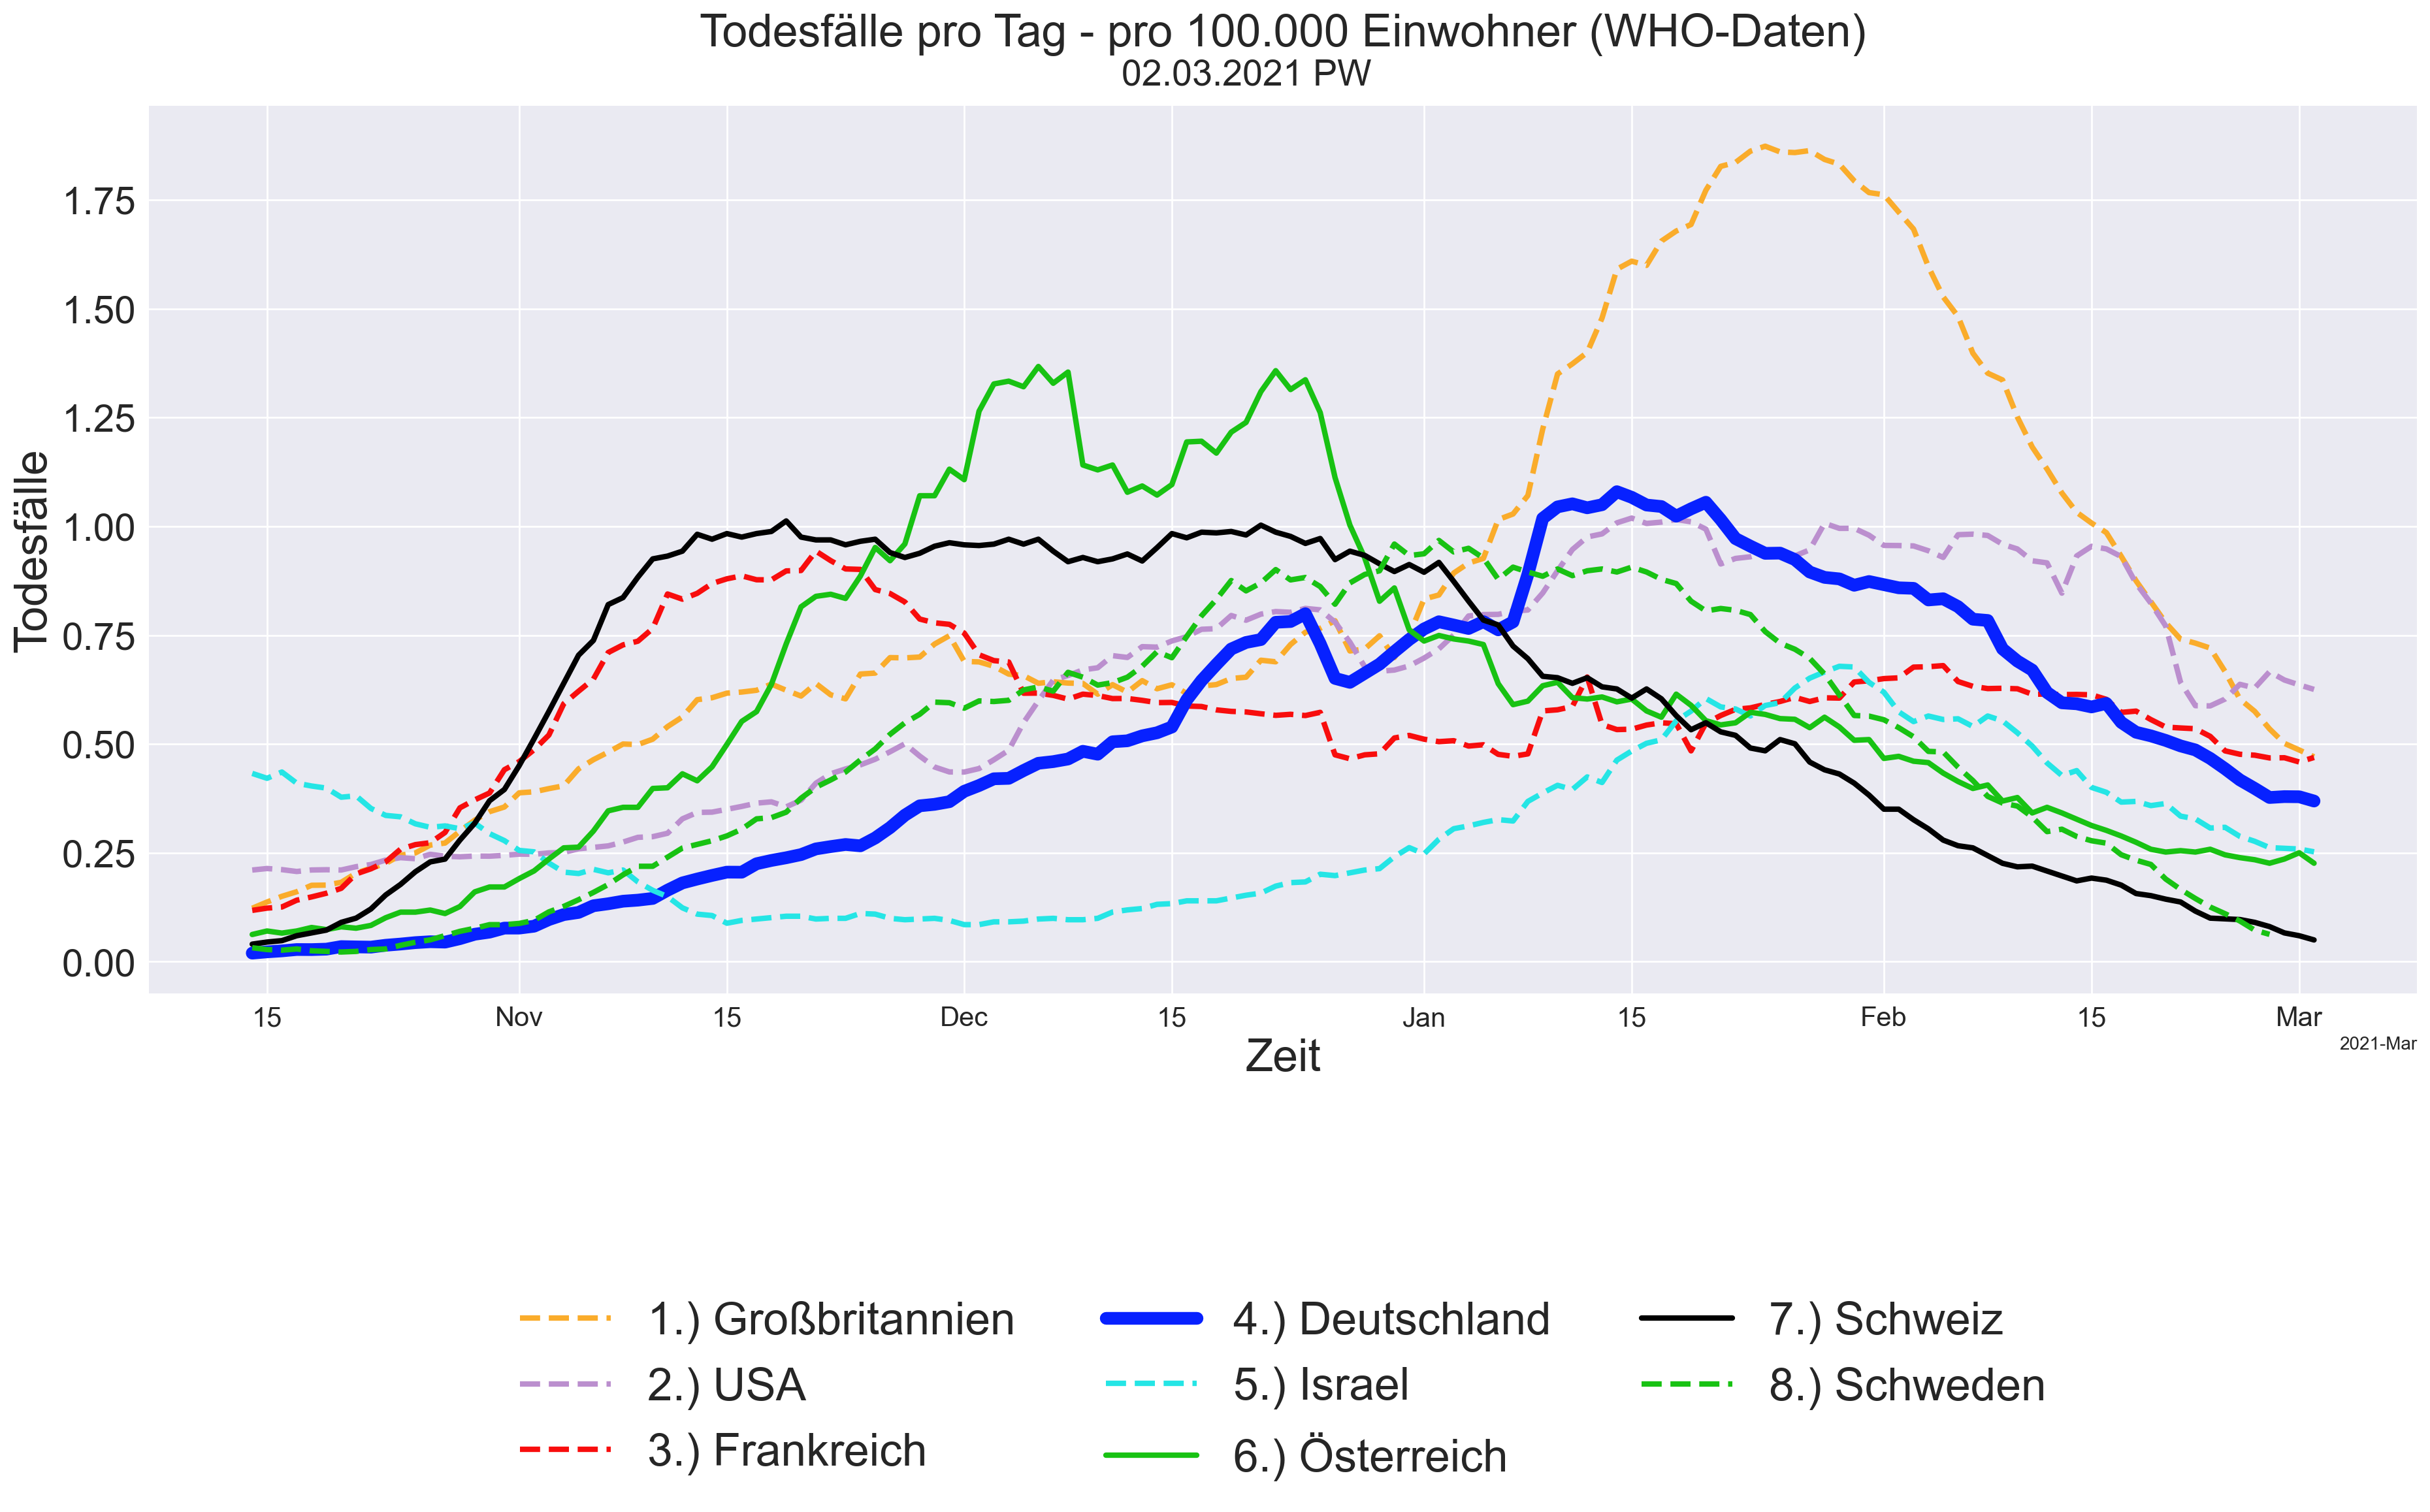 Todesfälle pro Tag - pro 100.000 Einwohner (WHO-Daten)
02.03.2021 PW
Todesfälle
1.75
1.50
1.25
1.00
0.75
0.50
0.25
0.00
15 Nov 15 Dec 15 Jan 15 Feb 15 Mar
2021-Mar
Zeit
1.) Großbritannien
2.) USA
3.) Frankreich
4.) Deutschland
5.) Israel
6.) Österreich
7.) Schweiz
8.) Schweden